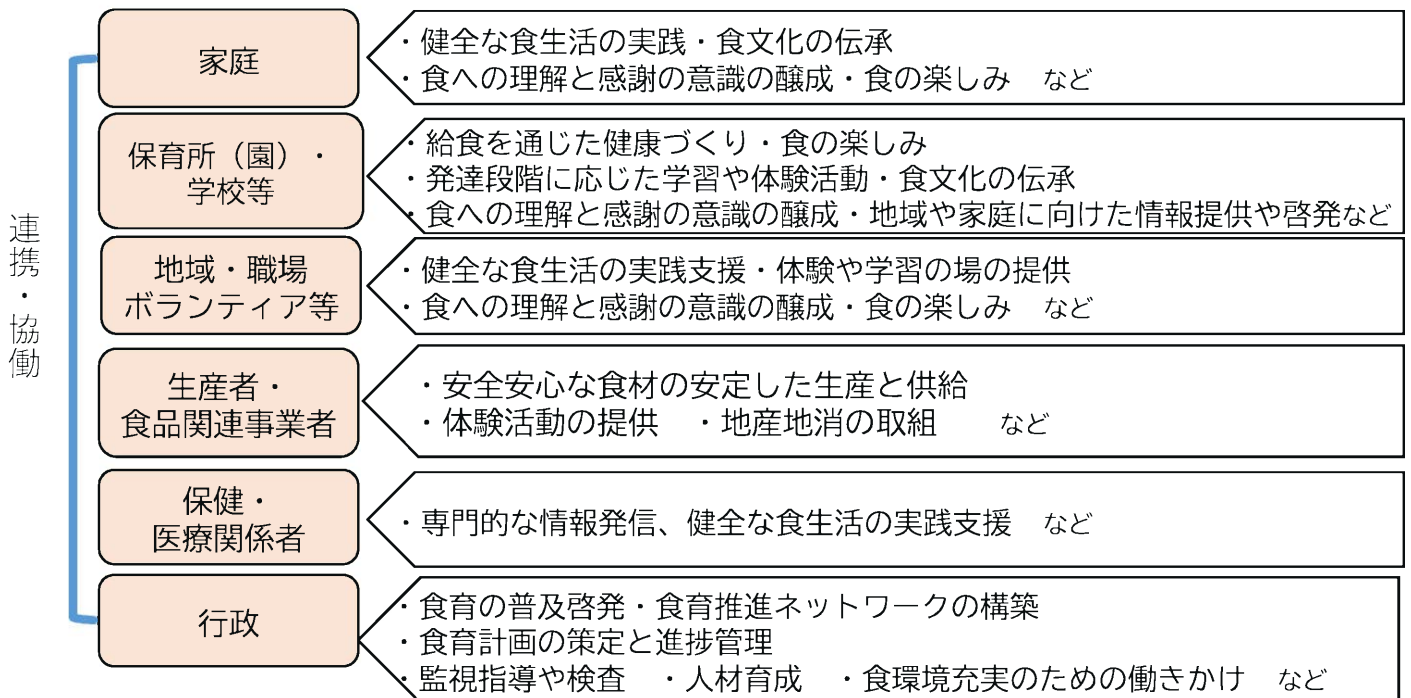 連携・協働
家庭
・健全な食生活の実践・食文化の伝承
・食への理解と感謝の意識の醸成・食の楽しみ　など
保育所（園）・
学校等
・給食を通じた健康づくり・食の楽しみ
・発達段階に応じた学習や体験活動・食文化の伝承
・食への理解と感謝の意識の醸成・地域や家庭に向けた情報提供や啓発など
地域・職場
ボランティア等
・健全な食生活の実践支援・体験や学習の場の提供
・食への理解と感謝の意識の醸成・食の楽しみ　など
生産者・
食品関連事業者
・安全安心な食材の安定した生産と供給
・体験活動の提供　・地産地消の取組　　など
保健・
医療関係者
・専門的な情報発信、健全な食生活の実践支援　など
行政
・食育の普及啓発・食育推進ネットワークの構築
・食育計画の策定と進捗管理
・監視指導や検査　・人材育成　・食環境充実のための働きかけ　など